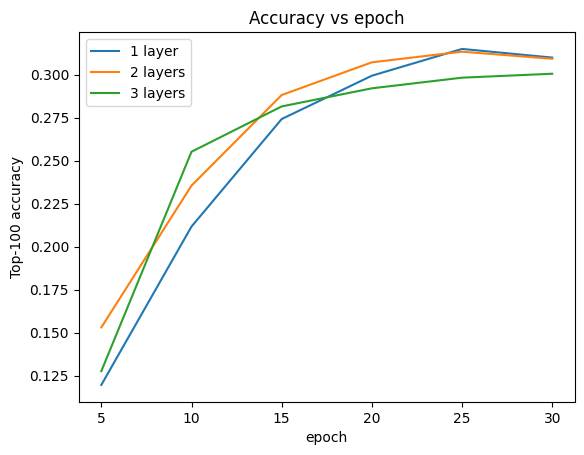 Accuracy vs epoch
1 layer
2 layers
3 layers
Top-100 accuracy
0.300
0.275
0.250
0.225
0.200
0.175
0.150
0.125
5 10 15 20 25 30
epoch